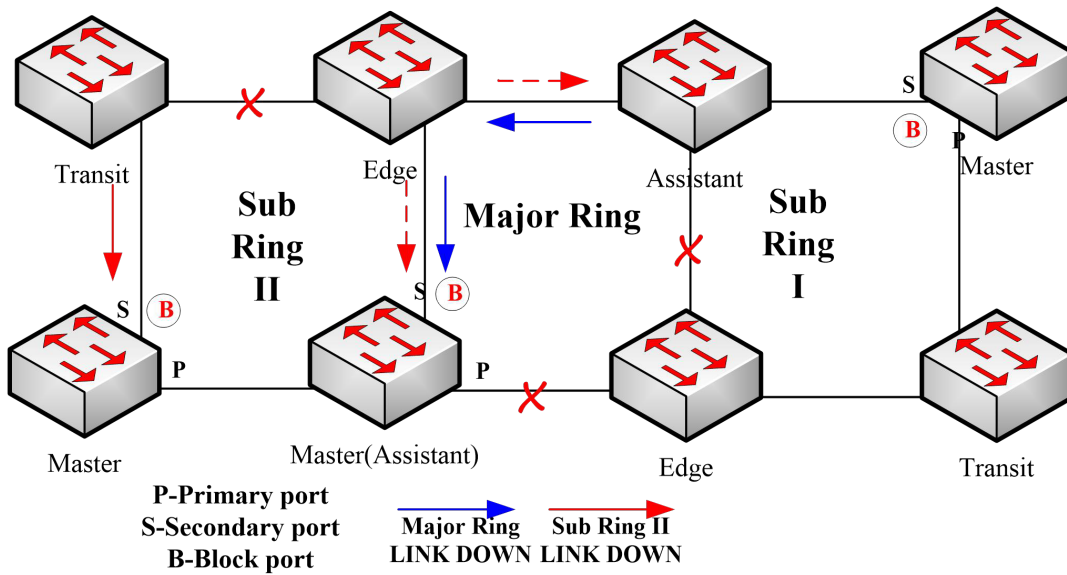 S
B
P
Transit
Edge
Assistant
Master
Sub
Ring
II
Major Ring
Sub
Ring
I
S
B
P
S
B
P
Master
Master(Assistant)
Edge
Transit
P-Primary port
S-Secondary port
B-Block port
Major Ring
LINK DOWN
Sub Ring II
LINK DOWN